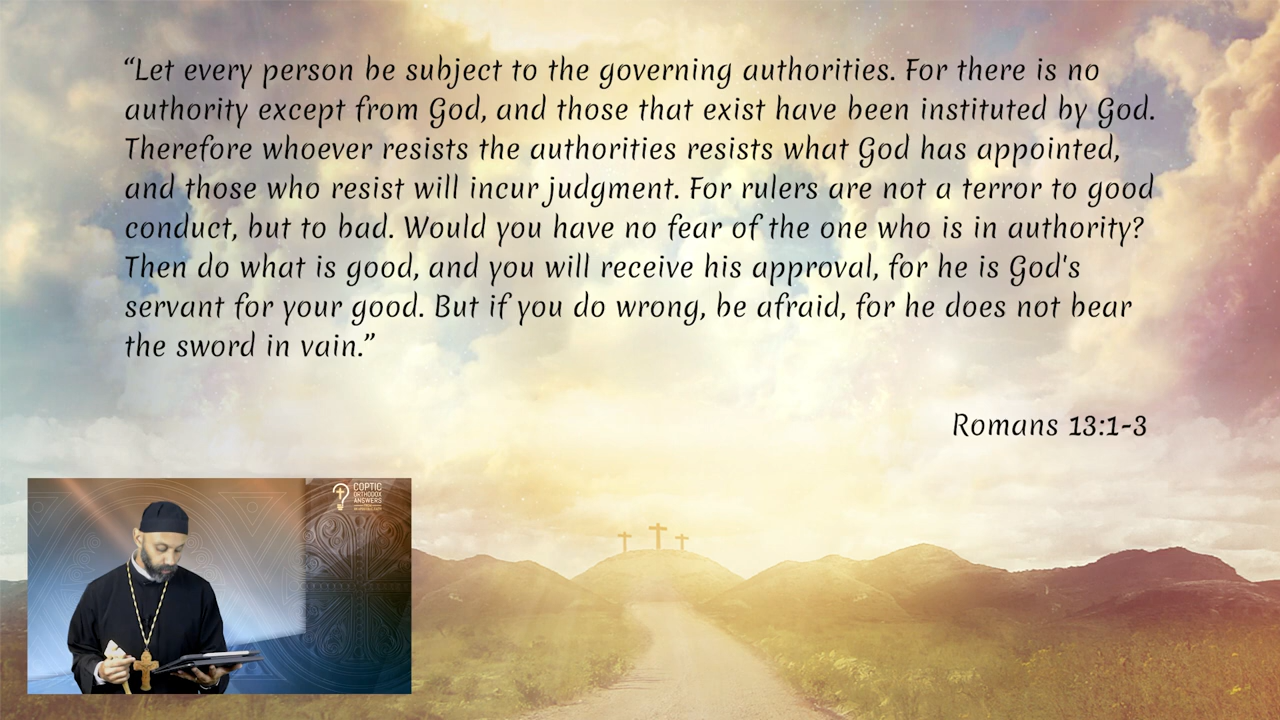 “Let every person be subject to the governing authorities. For there is no
authority except from God, and those that exist have been instituted by God.
Therefore whoever resists the authorities resists what God has appointed,
and those who resist will incur judgment. For rulers are not a terror to good
conduct, but to bad. Would you have no fear of the one who is in authority?
Then do what is good, and you will receive his approval, for he is God's
servant for your good. But if you do wrong, be afraid, for he does not bear
the sword in vain.”
Romans 13:1-3
COPTIC
ORTHODOX
ANSWERS